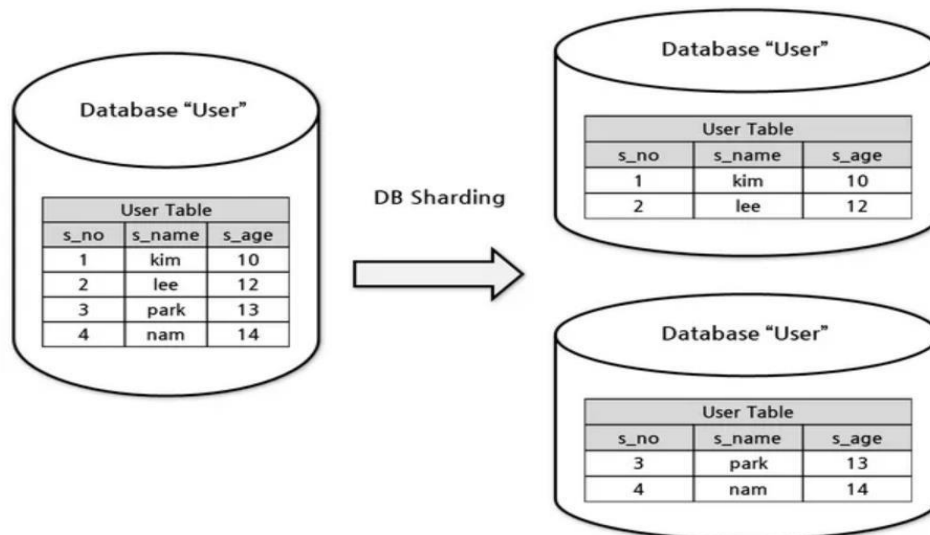 Database “User”
User Table
s_no s_name s_age
1 kim 10
2 lee 12
3 park 13
4 nam 14
DB Sharding
Database “User”
User Table
s_no s_name s_age
1 kim 10
2 lee 12
Database “User”
User Table
s_no s_name s_age
3 park 13
4 nam 14